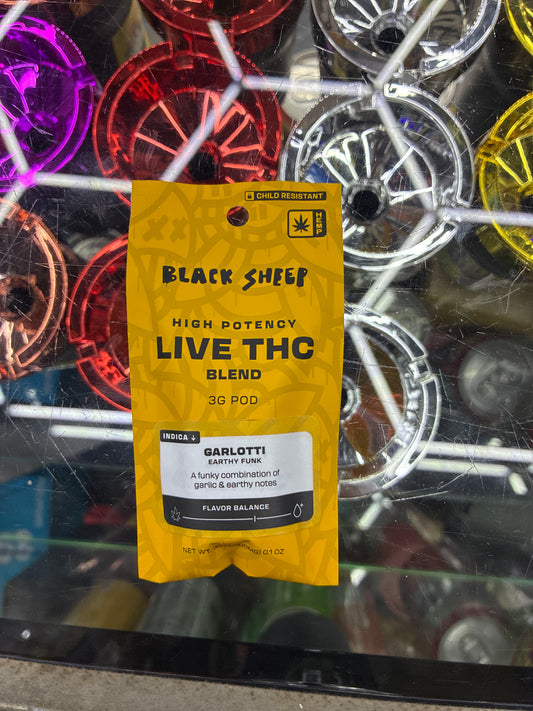 CHILD RESISTANT
HEMP
BLACK SHEEP
HIGH POTENCY
LIVE THC
BLEND
3G POD
INDICA ↓
GARLOTTI
EARTHY FUNK
A funky combination of
garlic & earthy notes
FLAVOR BALANCE
NET WT. 0.1 OZ